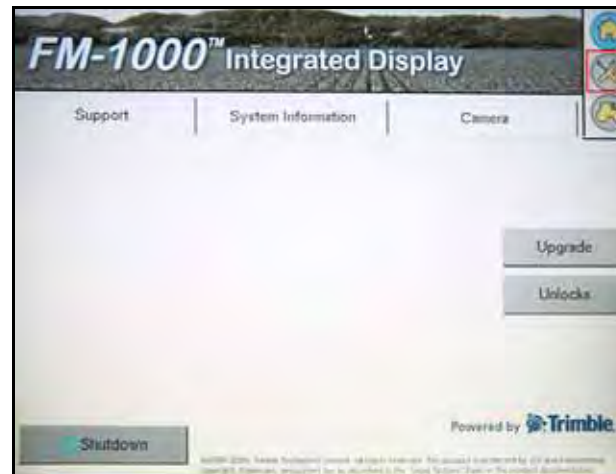 FM-1000™ Integrated Display
Support
System Information
Camera
Upgrade
Unlocks
Powered by Trimble
Shutdown